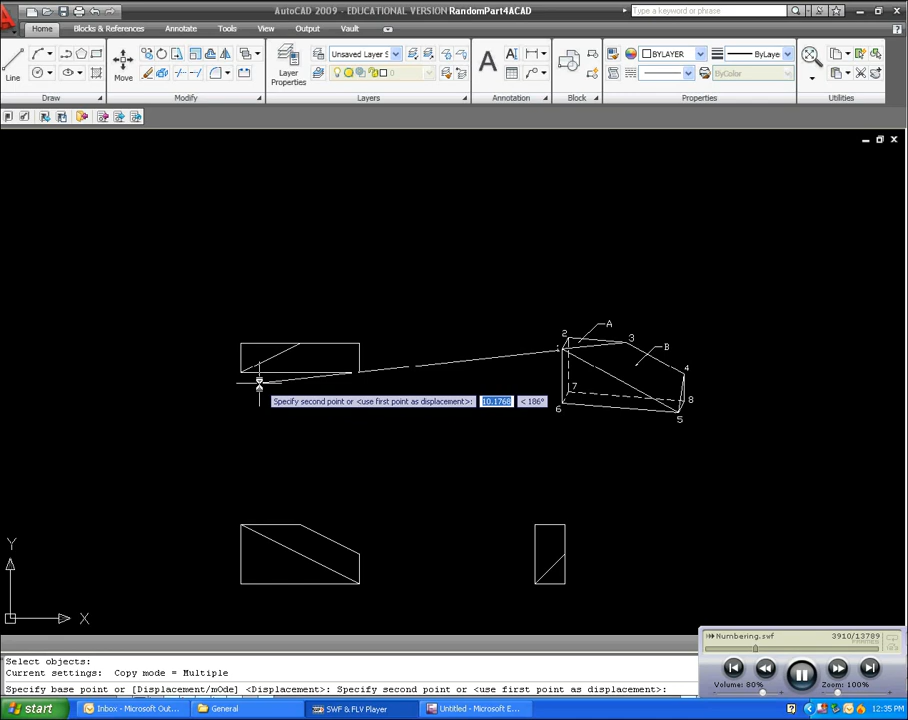 AutoCAD 2009 - EDUCATIONAL VERSION RandomPart4ACAD
Type a keyword or phrase
Home Blocks & References Annotate Tools View Output Vault
Unsaved Layer S
BYLAYER
ByLaye
0
ByColor
Line
Move
Layer
Properties
A
Draw
Modify
Layers
Annotation
Block
Properties
Utilities
A
2
3
B
1
4
7
8
6
5
Specify second point or <use first point as displacement>: 10.1768 < 186°
Y
X
Numbering.swf 3910/13789
FRAMES
Volume: 80% Zoom: 100%
Select objects:
Current settings: Copy mode = Multiple
Specify base point or [Displacement/mOde] <Displacement>: Specify second point or <use first point as displacement>:
start Inbox - Microsoft Out... General SWF & FLV Player Untitled - Microsoft E... 12:35 PM